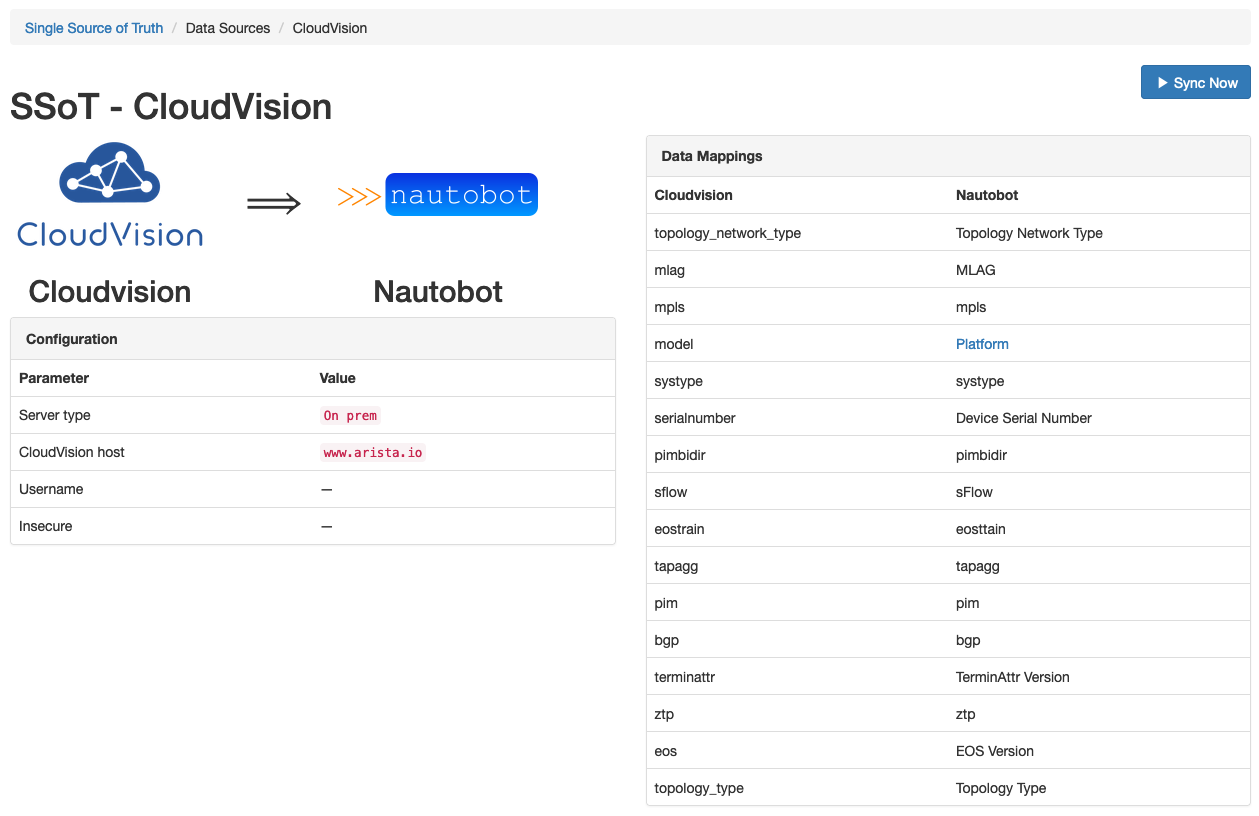 Single Source of Truth / Data Sources / CloudVision
Sync Now
SSoT - CloudVision
CloudVision
>>> nautobot
Cloudvision Nautobot
Configuration
Parameter Value
Server type On prem
CloudVision host www.arista.io
Username —
Insecure —
Data Mappings
Cloudvision Nautobot
topology_network_type Topology Network Type
mlag MLAG
mpls mpls
model Platform
systype systype
serialnumber Device Serial Number
pimbidir pimbidir
sflow sFlow
eostrain eosttain
tapagg tapagg
pim pim
bgp bgp
terminattr TerminAttr Version
ztp ztp
eos EOS Version
topology_type Topology Type